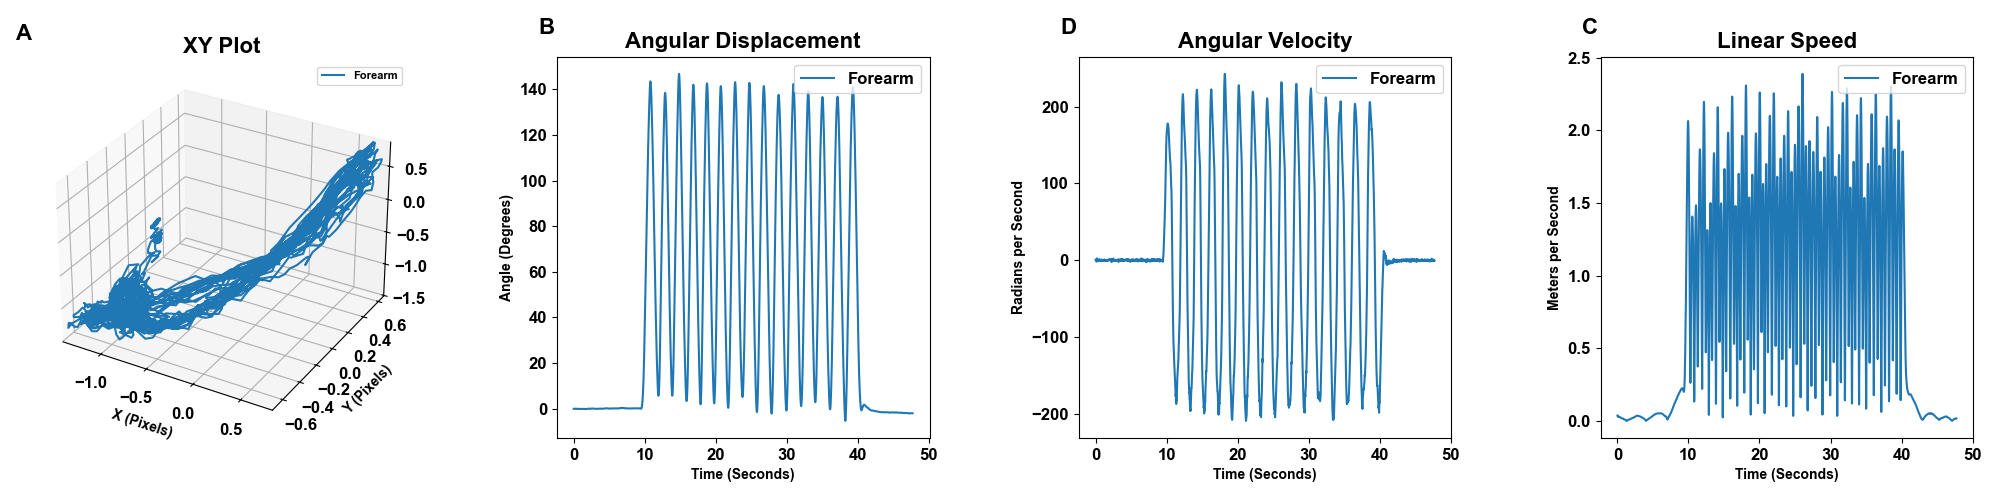 A
XY Plot
Forearm
0.5
0.0
−0.5
−1.0
−1.5
0.6
0.4
0.2
0.0
−0.2
−0.4
−0.6
Y (Pixels)
−1.0
−0.5
0.0
0.5
X (Pixels)
B
Angular Displacement
Forearm
140
120
100
80
60
40
20
0
Angle (Degrees)
0 10 20 30 40 50
Time (Seconds)
D
Angular Velocity
Forearm
200
100
0
−100
−200
Radians per Second
0 10 20 30 40 50
Time (Seconds)
C
Linear Speed
Forearm
2.5
2.0
1.5
1.0
0.5
0.0
Meters per Second
0 10 20 30 40 50
Time (Seconds)